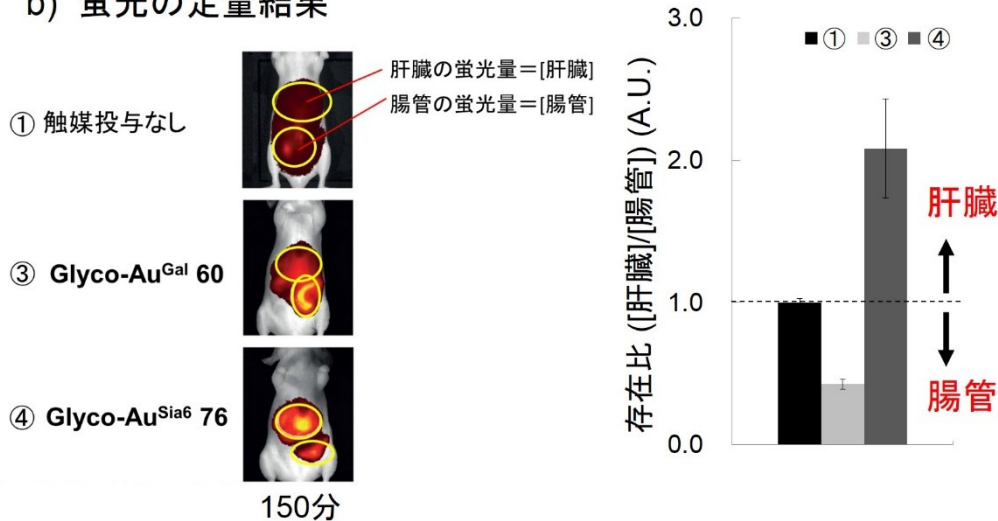 b) 蛍光の定量結果
肝臓の蛍光量=[肝臓]
腸管の蛍光量=[腸管]
① 触媒投与なし
③ Glyco-AuGal 60
④ Glyco-AuSia6 76
150分
存在比 ([肝臓]/[腸管]) (A.U.)
3.0
2.0
1.0
0.0
① ③ ④
肝臓
腸管